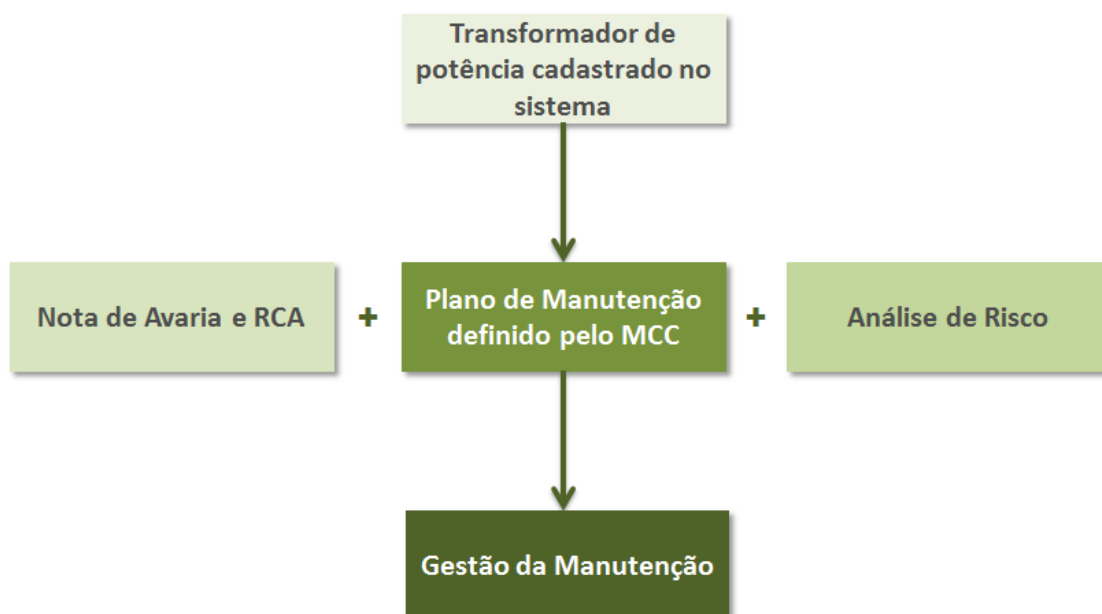 Transformador de
potência cadastrado no
sistema
Nota de Avaria e RCA
+
Plano de Manutenção
definido pelo MCC
+
Análise de Risco
Gestão da Manutenção